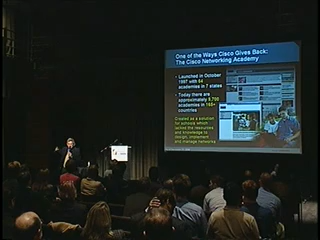 One of the Ways Cisco Gives Back:
The Cisco Networking Academy
- Launched in October
1997 with 64
academies in 7 states
- Today there are
approximately 9,700
academies in 160+
countries
Created as a solution
for schools which
lacked the resources
and knowledge to
design, implement
and manage networks